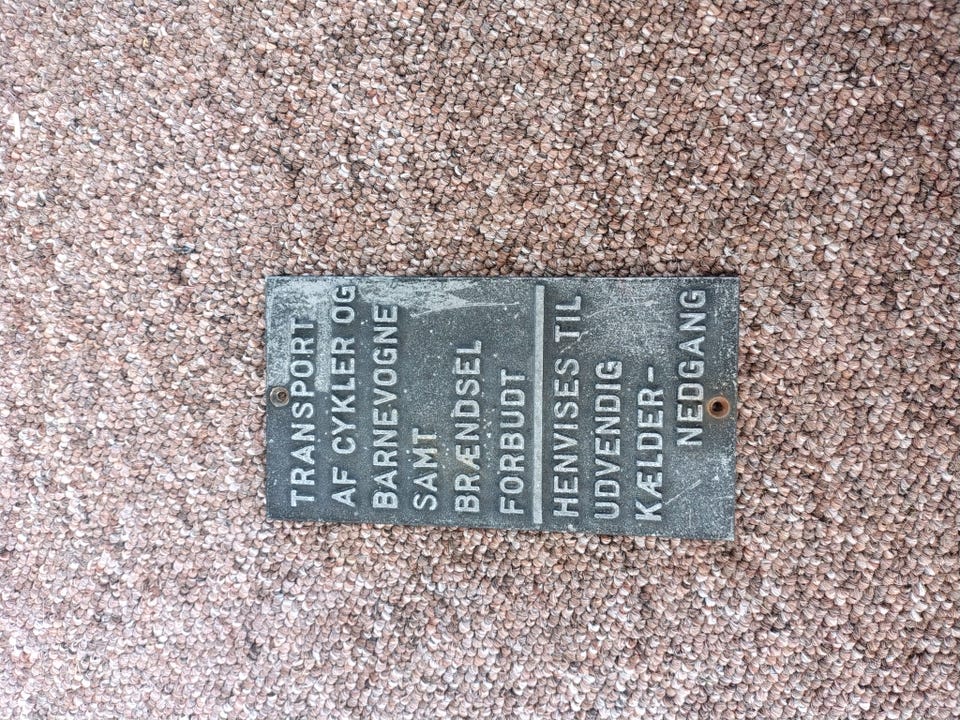 TRANSPORT
AF CYKLER OG
BARNEVOGNE
SAMT
BRÆNDSEL
FORBUDT
HENVISES TIL
UDVENDIG
KÆLDER-
NEDGANG